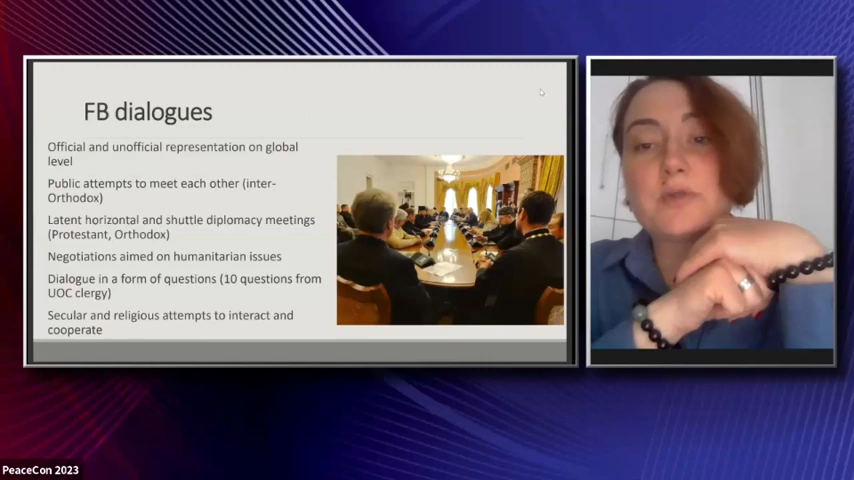 FB dialogues
Official and unofficial representation on global
level
Public attempts to meet each other (inter-
Orthodox)
Latent horizontal and shuttle diplomacy meetings
(Protestant, Orthodox)
Negotiations aimed on humanitarian issues
Dialogue in a form of questions (10 questions from
UOC clergy)
Secular and religious attempts to interact and
cooperate
PeaceCon 2023